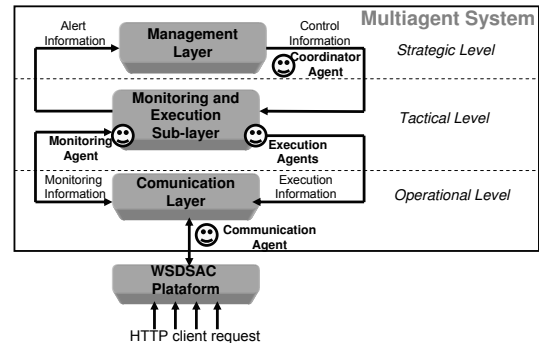 Multiagent System
Alert
Information
Management
Layer
Control
Information
Strategic Level
Coordinator
Agent
Monitoring and
Execution
Sub-layer
Tactical Level
Monitoring
Agent
Execution
Agents
Monitoring
Information
Comunication
Layer
Execution
Information
Operational Level
Communication
Agent
WSDSAC
Plataform
HTTP client request